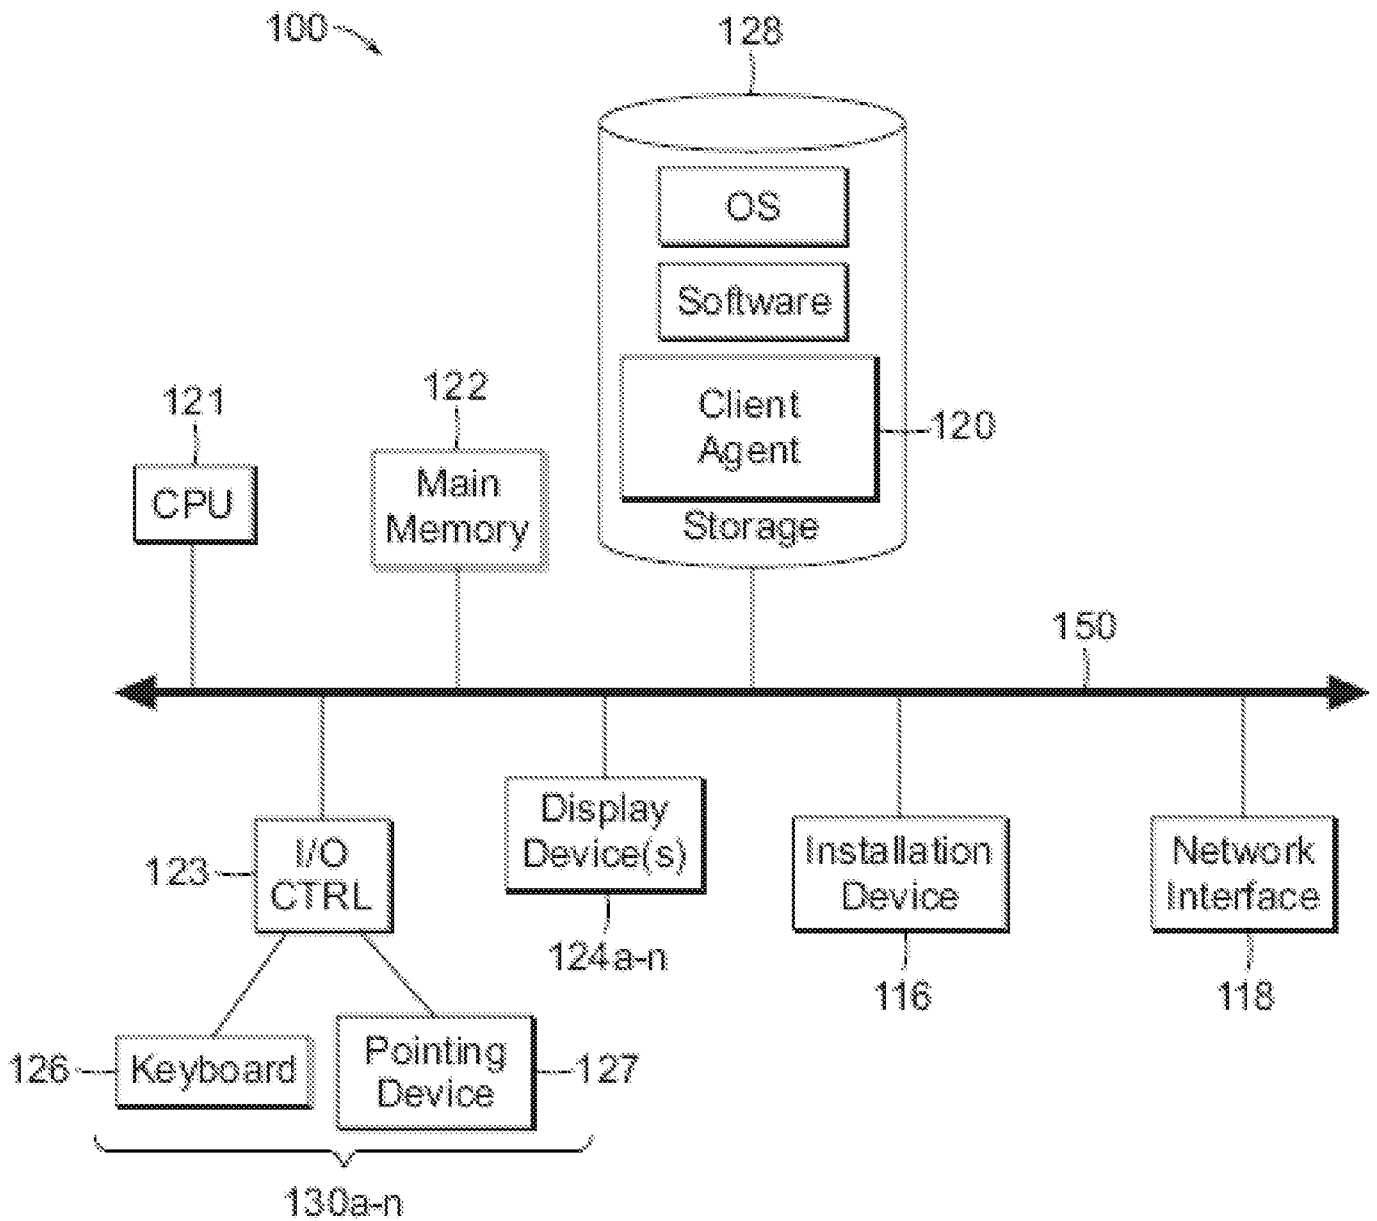 100
128
OS
Software
Client
Agent
120
Storage
121
CPU
122
Main
Memory
150
I/O
CTRL
123
Display
Device(s)
124a-n
Installation
Device
116
Network
Interface
118
126
Keyboard
Pointing
Device
127
130a-n